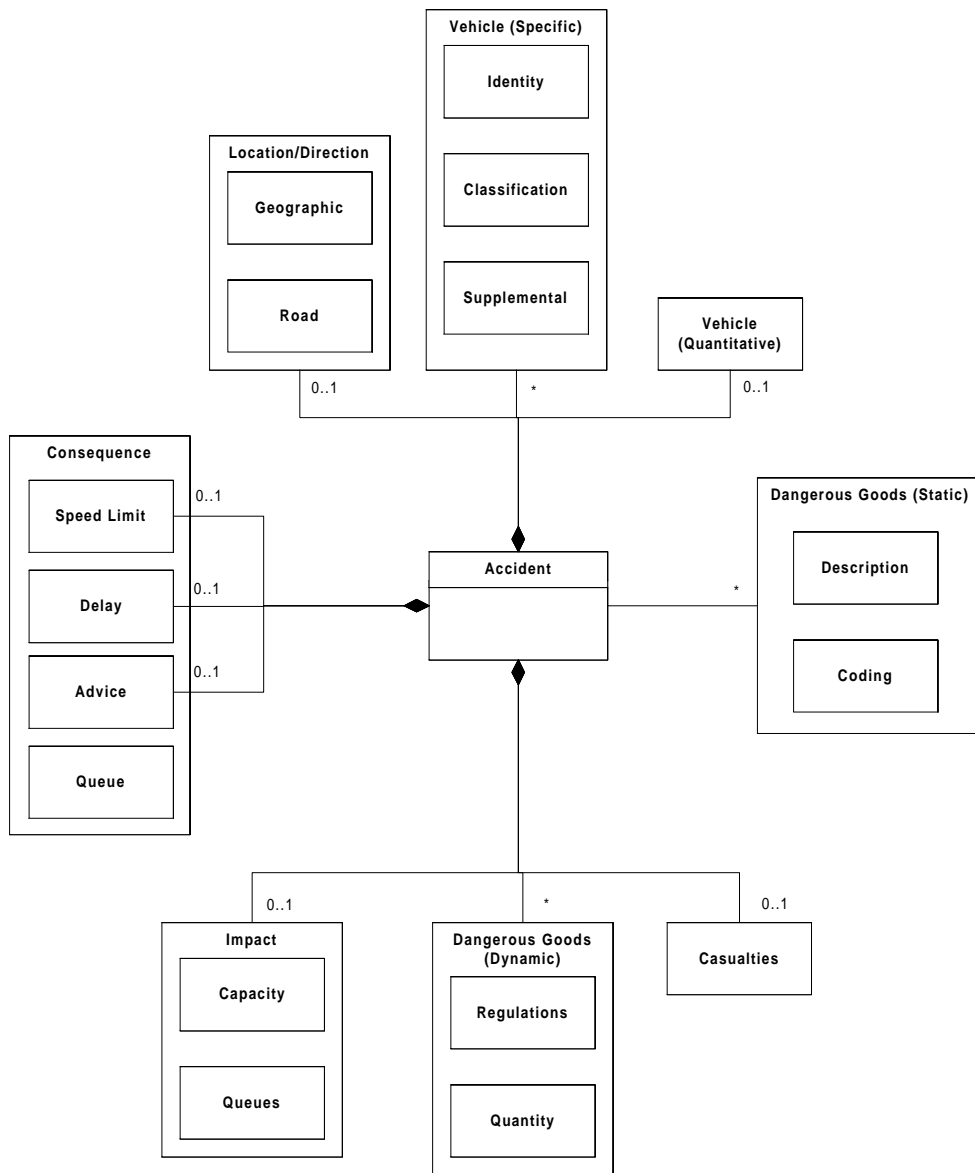 Vehicle (Specific)
Identity
Classification
Supplemental
*
Location/Direction
Geographic
Road
0..1
Vehicle
(Quantitative)
0..1
Consequence
Speed Limit
0..1
Delay
0..1
Advice
0..1
Queue
Accident
Dangerous Goods (Static)
Description
Coding
*
0..1
Impact
Capacity
Queues
*
Dangerous Goods
(Dynamic)
Regulations
Quantity
0..1
Casualties